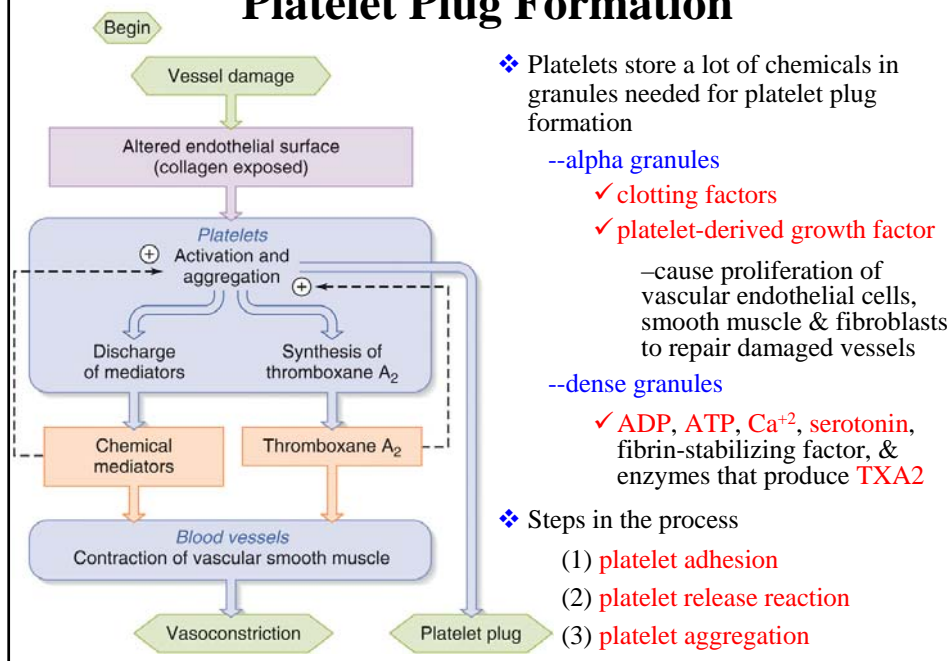 Platelet Plug Formation
Begin
Vessel damage
Altered endothelial surface
(collagen exposed)
Platelets
Activation and
aggregation
+
+
Discharge
of mediators
Synthesis of
thromboxane A2
Chemical
mediators
Thromboxane A2
Blood vessels
Contraction of vascular smooth muscle
Vasoconstriction
Platelet plug
❖ Platelets store a lot of chemicals in
granules needed for platelet plug
formation
--alpha granules
✓ clotting factors
✓ platelet-derived growth factor
–cause proliferation of
vascular endothelial cells,
smooth muscle & fibroblasts
to repair damaged vessels
--dense granules
✓ ADP, ATP, Ca+2, serotonin,
fibrin-stabilizing factor, &
enzymes that produce TXA2
❖ Steps in the process
(1) platelet adhesion
(2) platelet release reaction
(3) platelet aggregation